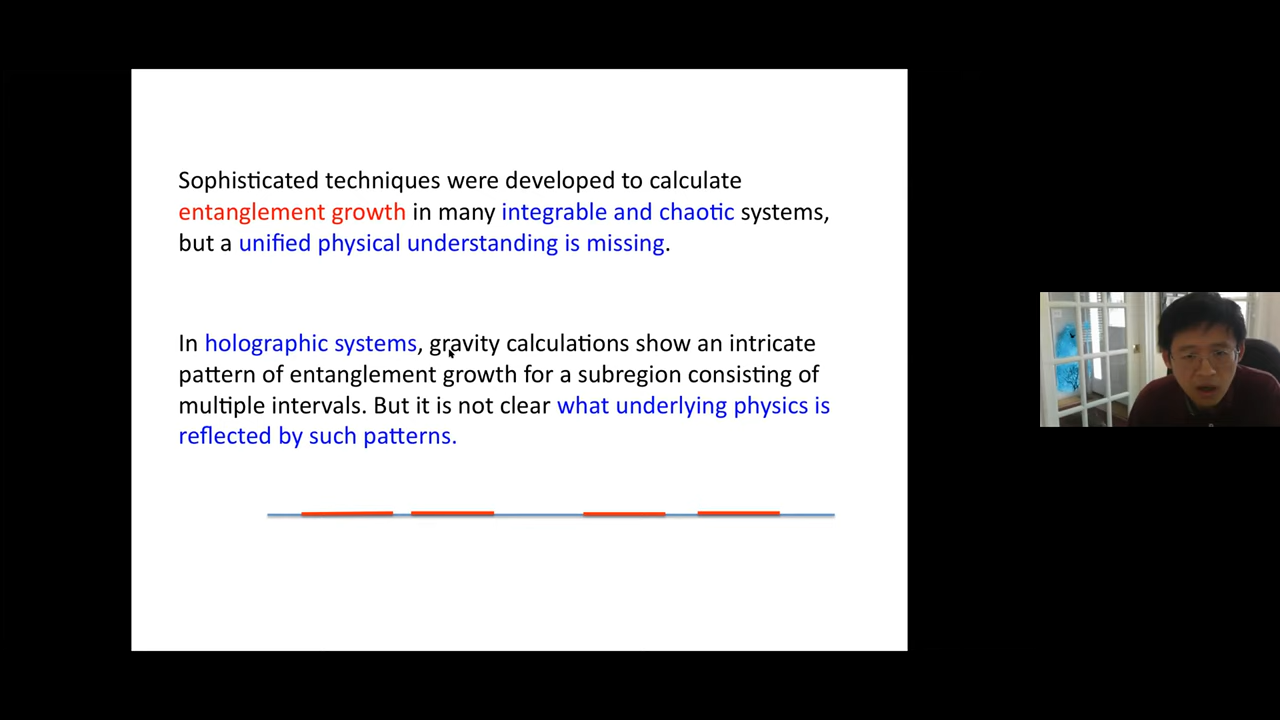 Sophisticated techniques were developed to calculate
entanglement growth in many integrable and chaotic systems,
but a unified physical understanding is missing.
In holographic systems, gravity calculations show an intricate
pattern of entanglement growth for a subregion consisting of
multiple intervals. But it is not clear what underlying physics is
reflected by such patterns.